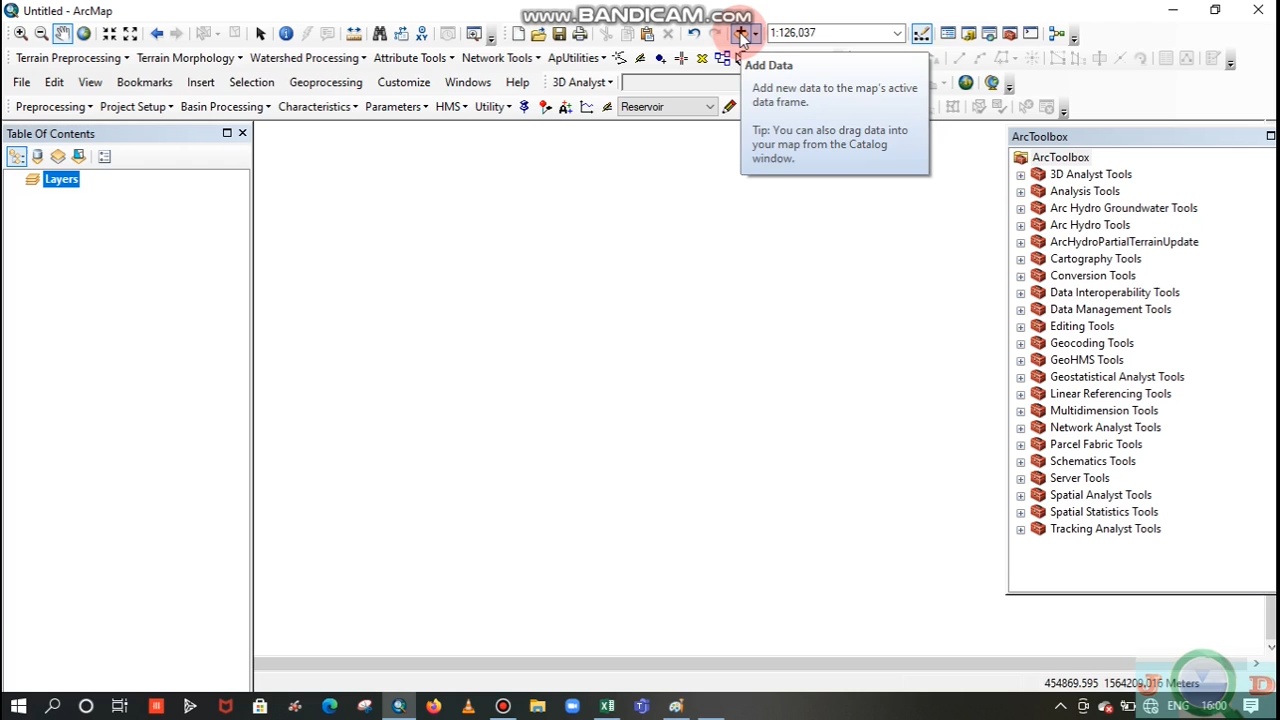 Untitled - ArcMap
www.BANDICAM.com
1:126,037
Terrain Preprocessing Terrain Morphology Watershed Processing Attribute Tools Network Tools ApUtilities
File Edit View Bookmarks Insert Selection Geoprocessing Customize Windows Help 3D Analyst
Preprocessing Project Setup Basin Processing Characteristics Parameters HMS Utility Reservoir
Add Data
Add new data to the map's active
data frame.
Tip: You can also drag data into
your map from the Catalog
window.
Table Of Contents
Layers
ArcToolbox
ArcToolbox
3D Analyst Tools
Analysis Tools
Arc Hydro Groundwater Tools
Arc Hydro Tools
ArcHydroPartialTerrainUpdate
Cartography Tools
Conversion Tools
Data Interoperability Tools
Data Management Tools
Editing Tools
Geocoding Tools
GeoHMS Tools
Geostatistical Analyst Tools
Linear Referencing Tools
Multidimension Tools
Network Analyst Tools
Parcel Fabric Tools
Schematics Tools
Server Tools
Spatial Analyst Tools
Spatial Statistics Tools
Tracking Analyst Tools
454869.595 1564209.016 Meters
J D
ENG 16:00